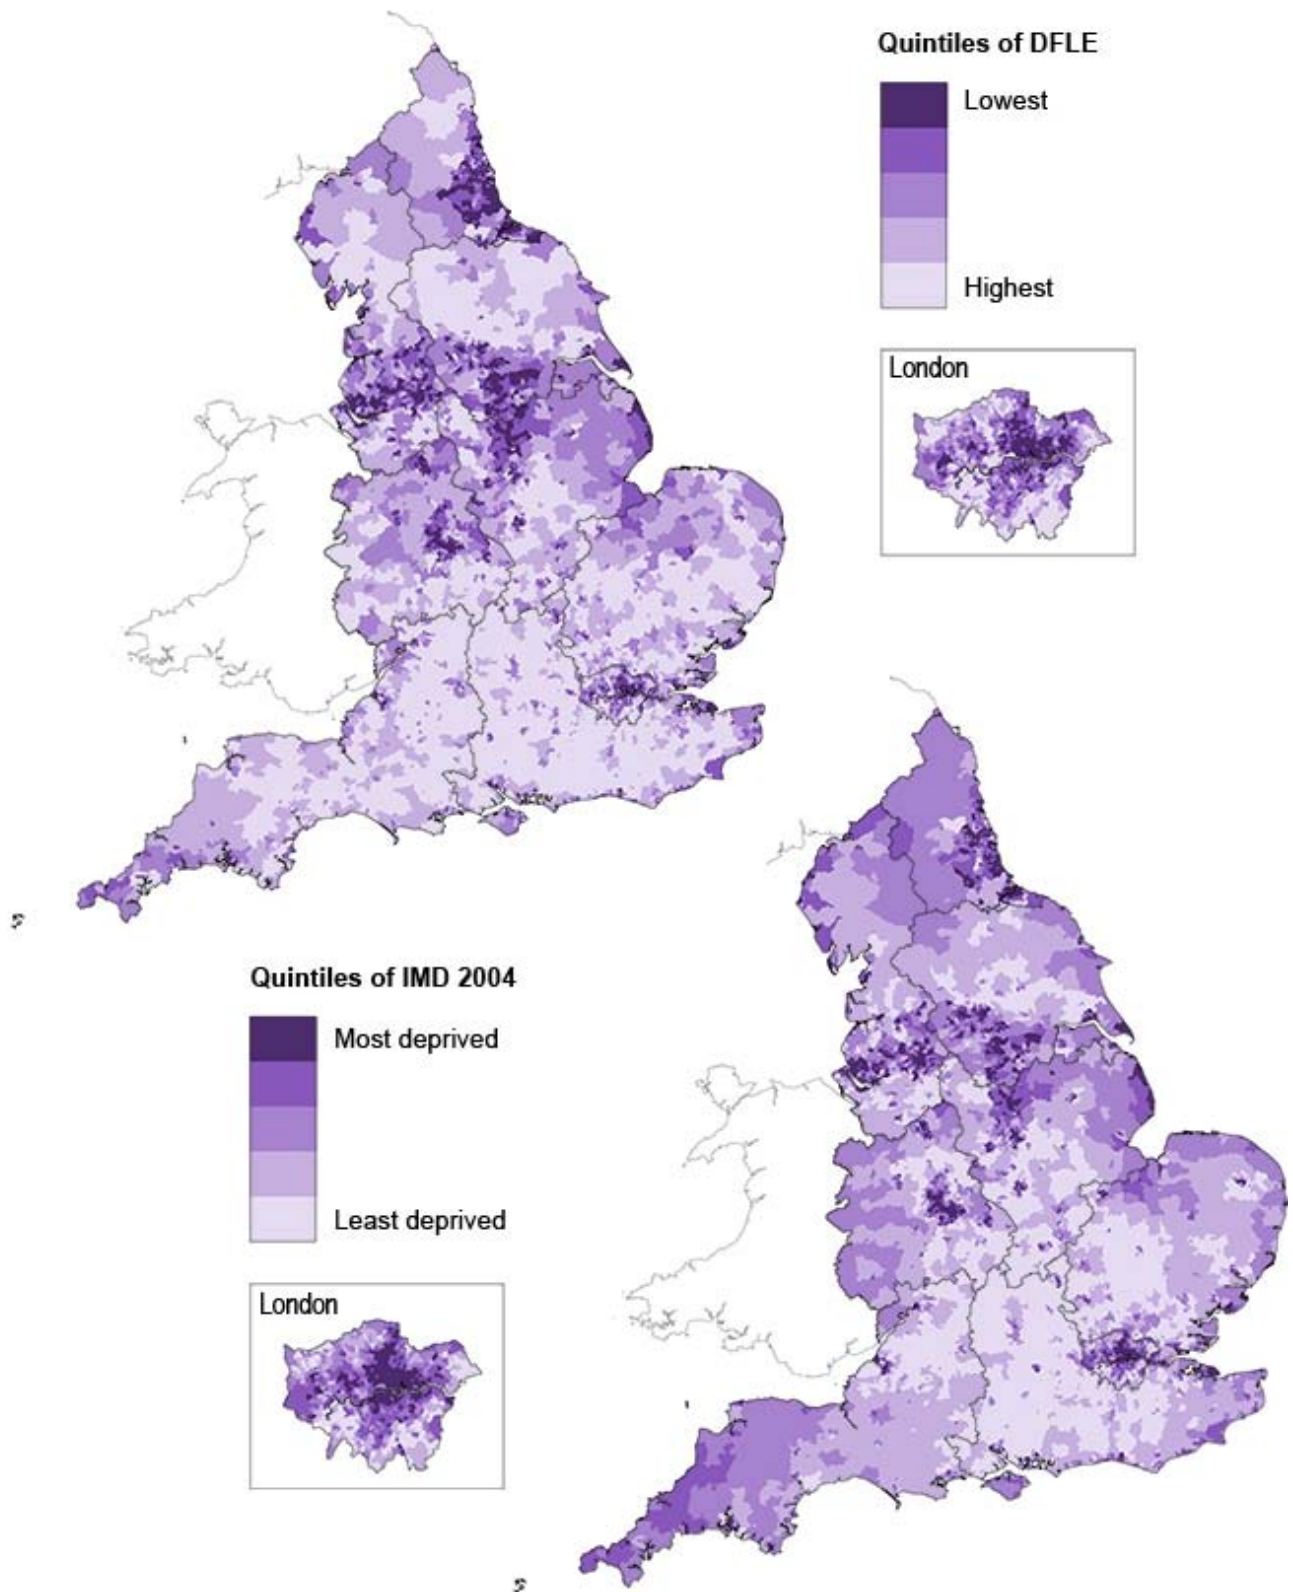 Quintiles of DFLE
Lowest
Highest
London
Quintiles of IMD 2004
Most deprived
Least deprived
London